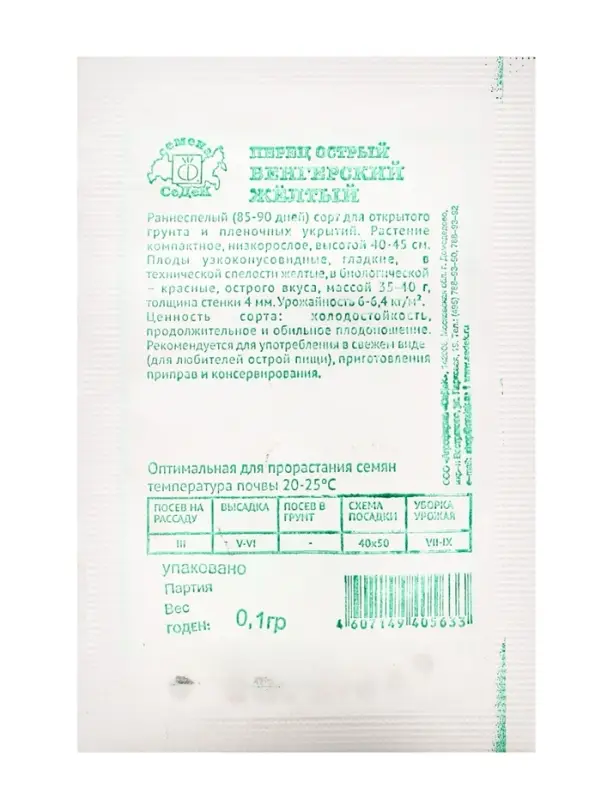 СЕМЕНА
СеДеК
ПЕРЕЦ ОСТРЫЙ
ВЕНГЕРСКИЙ
ЖЁЛТЫЙ
Раннеспелый (85-90 дней) сорт для открытого
грунта и пленочных укрытий. Растение
компактное, низкорослое, высотой 40-45 см.
Плоды узкоконусовидные, гладкие, в
технической спелости желтые, в биологической
– красные, острого вкуса, массой 35-40 г,
толщина стенки 4 мм. Урожайность 6-6,4 кг/м².
Ценность сорта: холодостойкость,
продолжительное и обильное плодоношение.
Рекомендуется для употребления в свежем виде
(для любителей острой пищи), приготовления
приправ и консервирования.
Оптимальная для прорастания семян
температура почвы 20-25°С
ПОСЕВ НА РАССАДУ ВЫСАДКА ПОСЕВ В ГРУНТ СХЕМА ПОСАДКИ УБОРКА УРОЖАЯ
III V-VI - 40x50 VII-IX
упаковано
Партия
Вес
ГОДЕН: 0,1гр
4 607149 405633